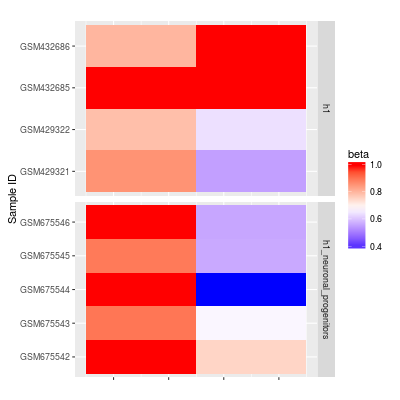 GSM432686
GSM432685
GSM429322
GSM429321
h1
GSM675546
GSM675545
GSM675544
GSM675543
GSM675542
h1_neuronal_progenitors
Sample ID
beta
1.0
0.8
0.6
0.4